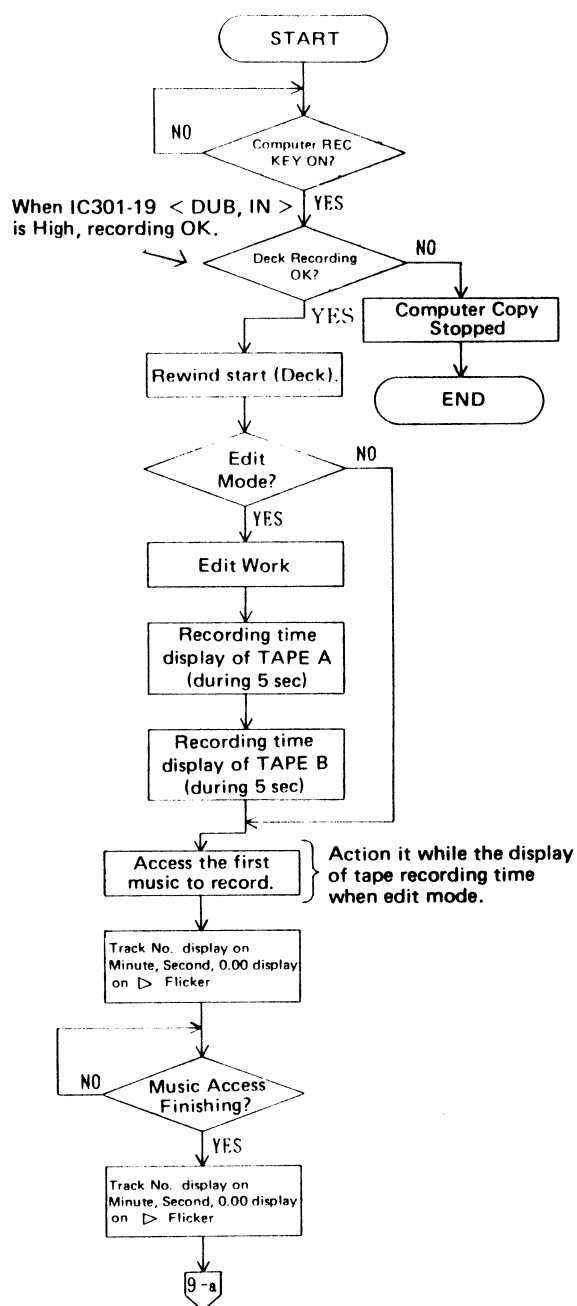 START
NO
Computer REC
KEY ON?
When IC301-19 < DUB, IN >
is High, recording OK.
YES
Deck Recording
OK?
NO
YES
Computer Copy
Stopped
END
Rewind start (Deck).
Edit
Mode?
NO
YES
Edit Work
Recording time
display of TAPE A
(during 5 sec)
Recording time
display of TAPE B
(during 5 sec)
Access the first
music to record.
Action it while the display
of tape recording time
when edit mode.
Track No. display on
Minute, Second, 0.00 display
on ▷ Flicker
NO
Music Access
Finishing?
YES
Track No. display on
Minute, Second, 0.00 display
on ▷ Flicker
9-a